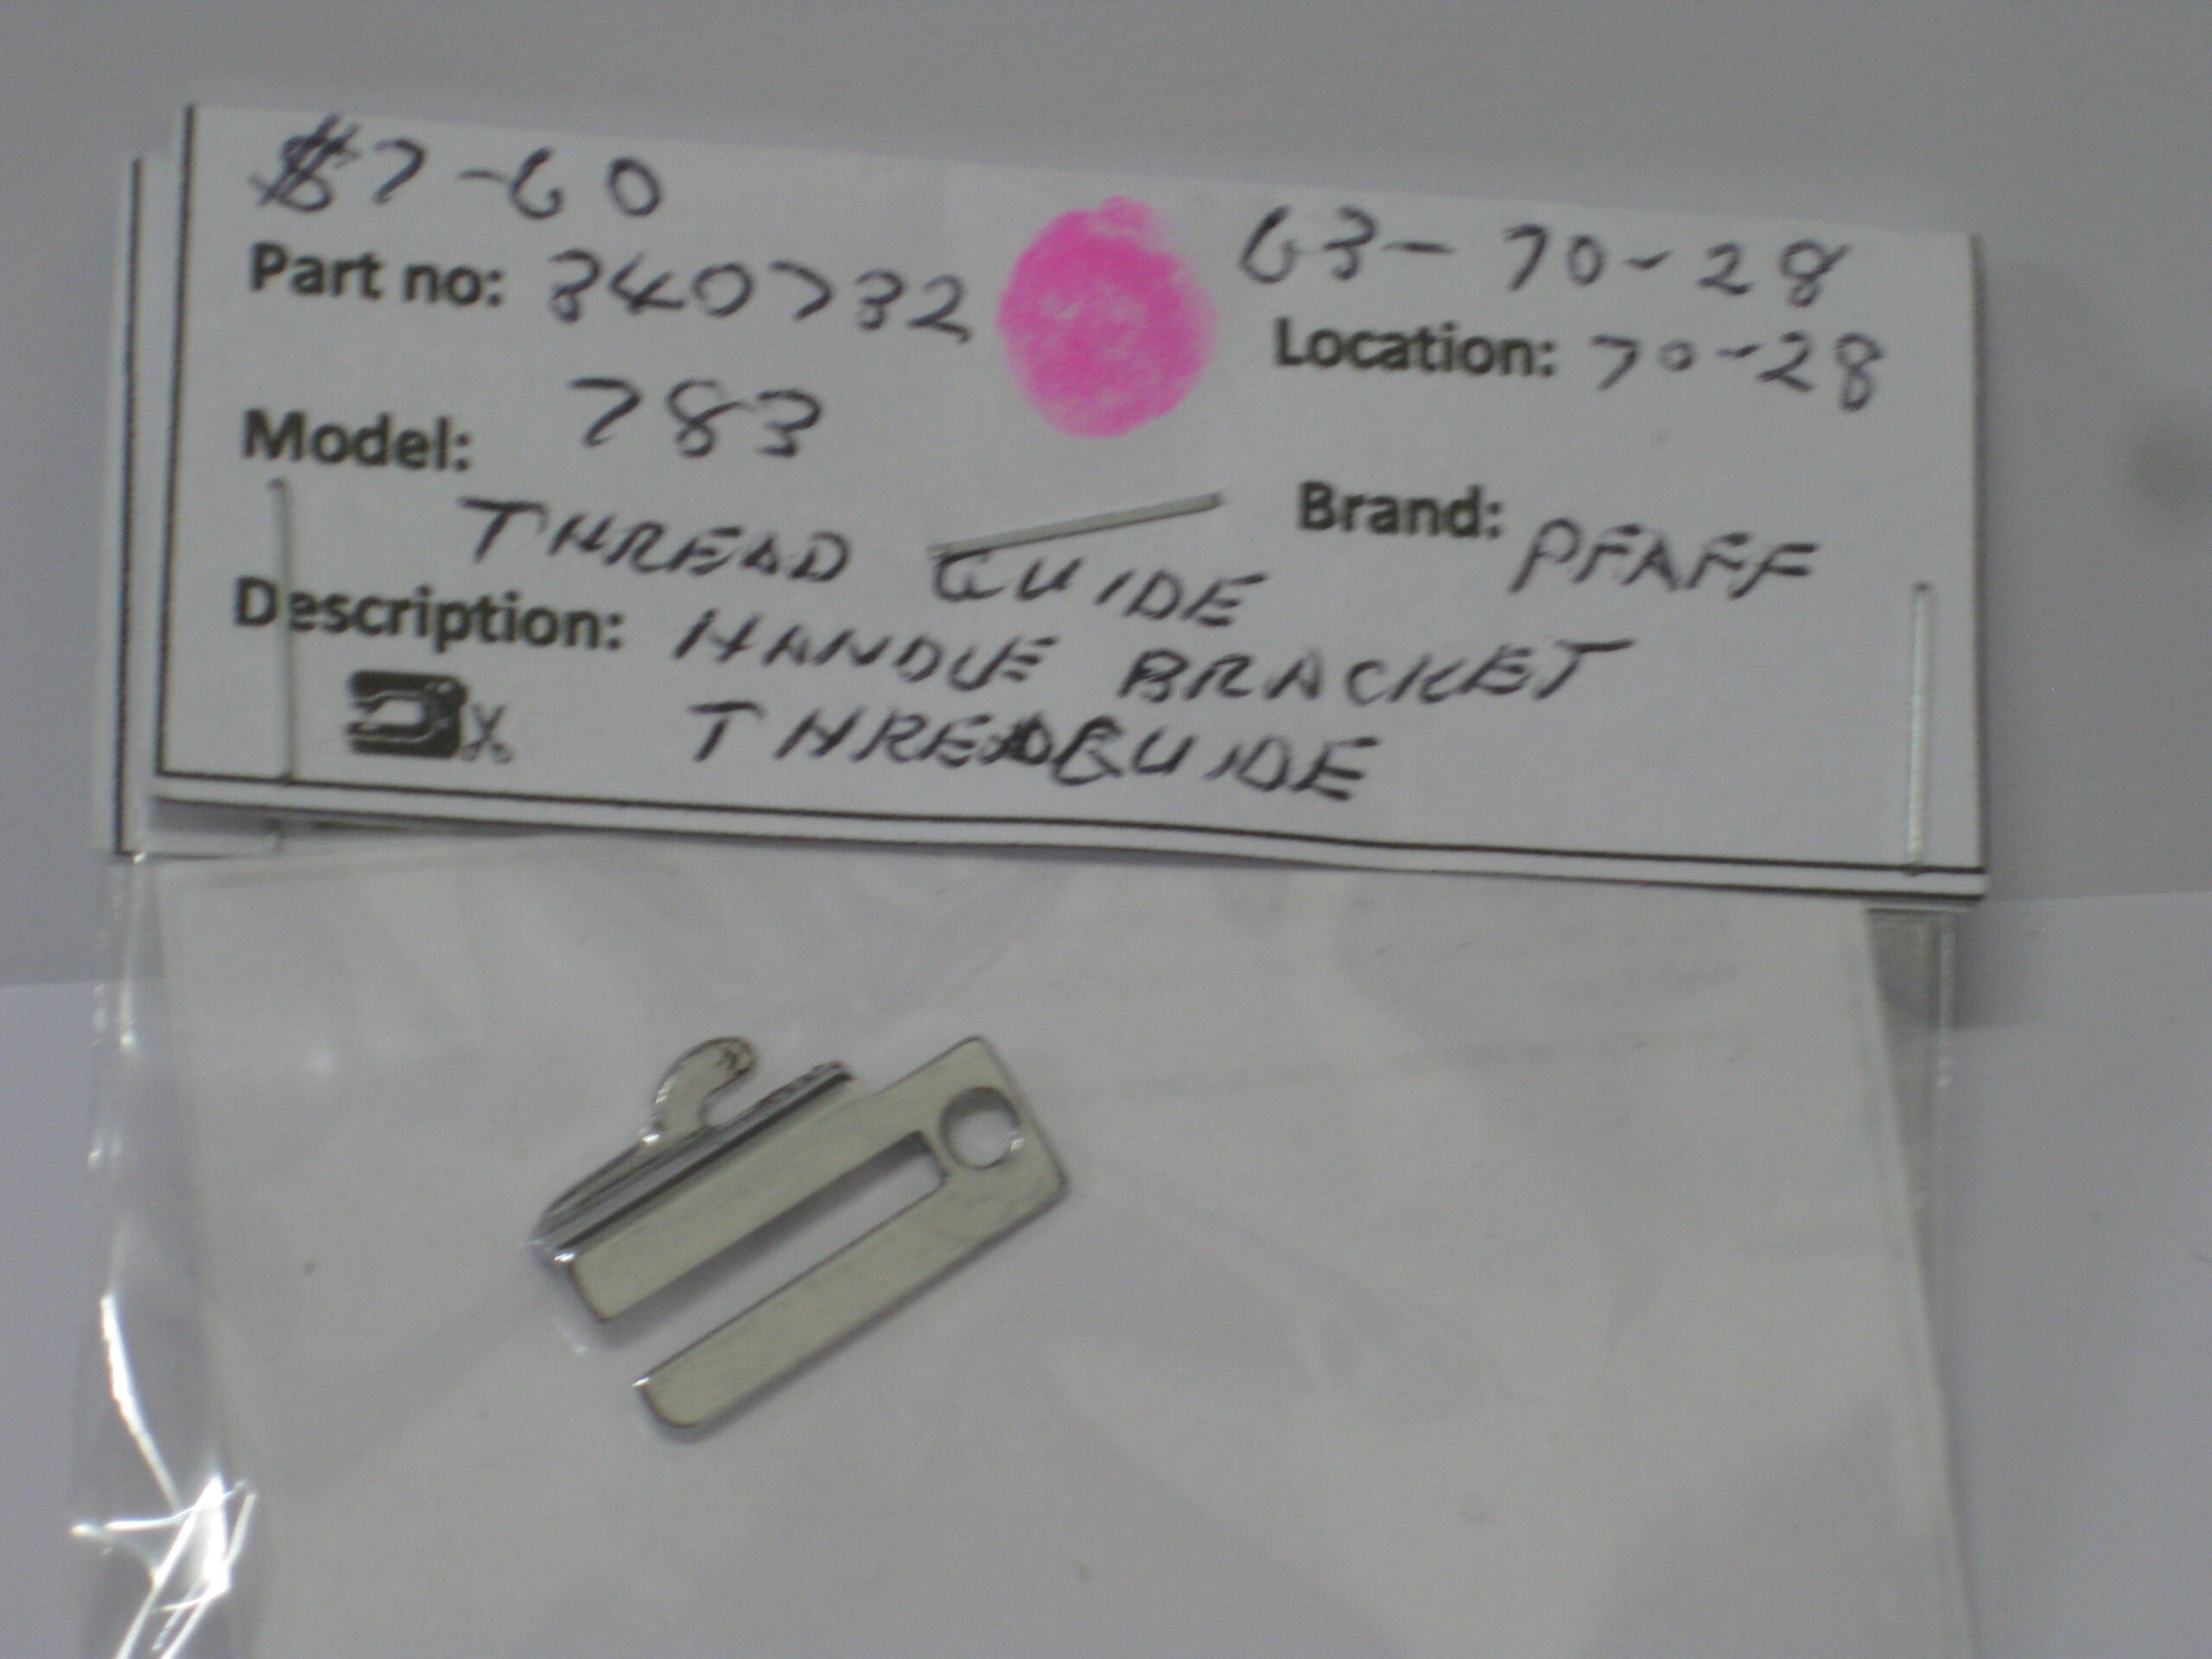 $7-60
63-70-28
Part no: 340732
Location: 70-28
Model: 783
Brand: PFAFF
THREAD GUIDE
Description: HANDLE BRACKET
THREADGUIDE